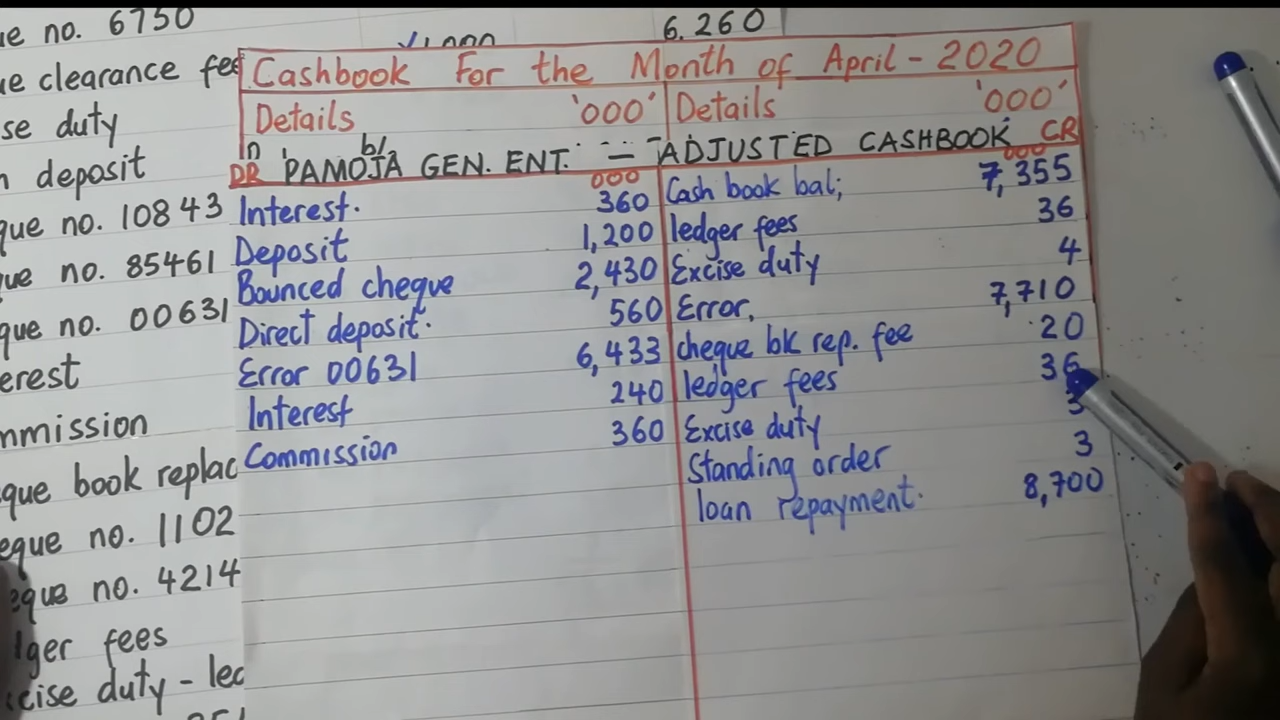 ue no. 6750
6,260
ue clearance fee
se duty
n deposit
que no. 10843
ue no. 85461
que no. 00631
erest
mmission
que book replac
eque no. 1102
eque no. 4214
lger fees
cise duty - led
Cashbook For the Month of April - 2020
Details '000' Details '000'
DR PAMOJA GEN. ENT. — ADJUSTED CASHBOOK CR
000 000
Interest. 360 Cash book bal; 7,355
Deposit 1,200 ledger fees 36
Bounced cheque 2,430 Excise duty 4
Direct deposit. 560 Error, 7,710
Error 00631 6,433 cheque bk rep. fee 20
Interest 240 ledger fees 36
Commission 360 Excise duty 3
Standing order 3
loan repayment. 8,700